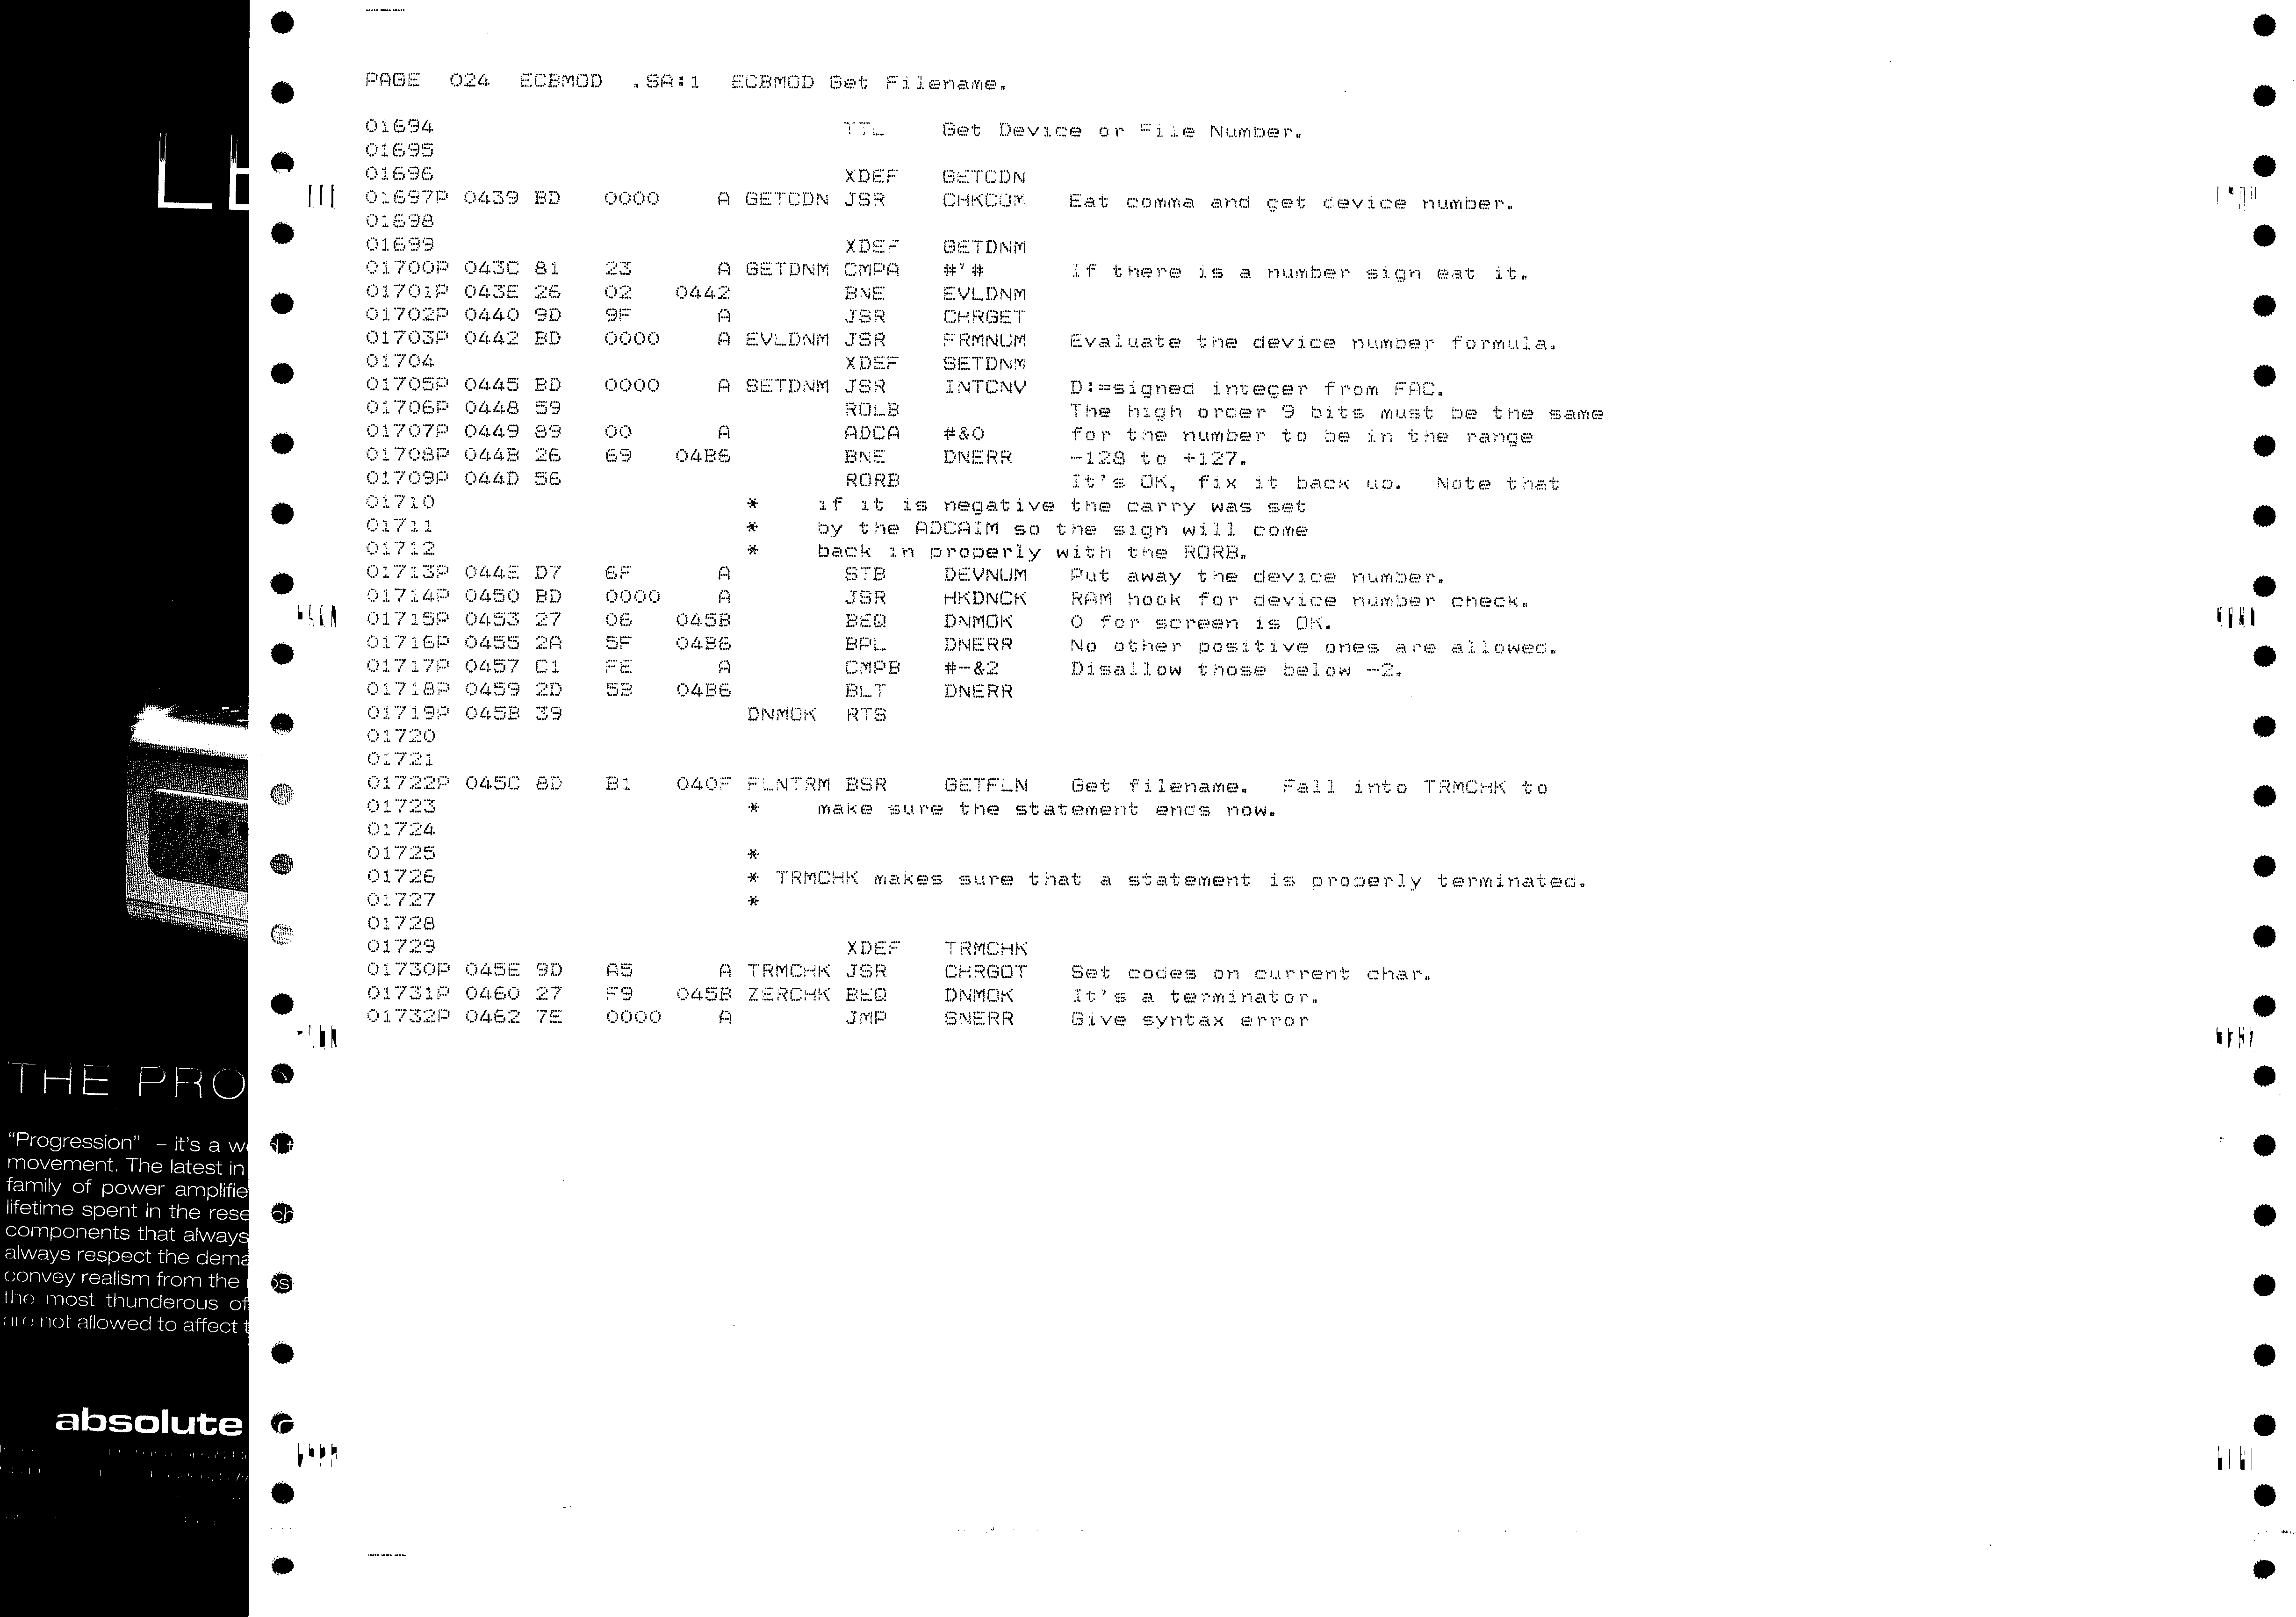 PAGE  024  ECBMOD  .SA:1  ECBMOD Get Filename.
01694                             TTL    Get Device or File Number.
01695
01696                             XDEF   GETCDN
01697P 0439 BD    0000    A GETCDN JSR    CHKCOM   Eat comma and get device number.
01698
01699                             XDEF   GETDNM
01700P 043C 81    23      A GETDNM CMPA   #'#      If there is a number sign eat it.
01701P 043E 26    02   0442        BNE    EVLDNM
01702P 0440 9D    9F      A        JSR    CHRGET
01703P 0442 BD    0000    A EVLDNM JSR    FRMNUM   Evaluate the device number formula.
01704                             XDEF   SETDNM
01705P 0445 BD    0000    A SETDNM JSR    INTCNV   D:=signed integer from FAC.
01706P 0448 59                     ROLB            The high order 9 bits must be the same
01707P 0449 89    00      A        ADCA   #&0      for the number to be in the range
01708P 044B 26    69   04B6        BNE    DNERR    -128 to +127.
01709P 044D 56                     RORB            It's OK, fix it back up.  Note that
01710                       *    if it is negative the carry was set
01711                       *    by the ADCAIM so the sign will come
01712                       *    back in properly with the RORB.
01713P 044E D7    6F      A        STB    DEVNUM   Put away the device number.
01714P 0450 BD    0000    A        JSR    HKDNCK   RAM hook for device number check.
01715P 0453 27    06   045B        BEQ    DNMOK    0 for screen is OK.
01716P 0455 2A    5F   04B6        BPL    DNERR    No other positive ones are allowed.
01717P 0457 C1    FE      A        CMPB   #-&2     Disallow those below -2.
01718P 0459 2D    5B   04B6        BLT    DNERR
01719P 045B 39              DNMOK  RTS
01720
01721
01722P 045C 8D    B1   040F FLNTRM BSR    GETFLN   Get filename.  Fall into TRMCHK to
01723                       *    make sure the statement ends now.
01724
01725                       *
01726                       * TRMCHK makes sure that a statement is properly terminated.
01727                       *
01728
01729                             XDEF   TRMCHK
01730P 045E 9D    A5      A TRMCHK JSR    CHRGOT   Set codes on current char.
01731P 0460 27    F9   045B ZERCHK BEQ    DNMOK    It's a terminator.
01732P 0462 7E    0000    A        JMP    SNERR    Give syntax error
LE
THE PRO
"Progression" – it's a wo
movement. The latest in
family of power amplifie
lifetime spent in the rese
components that always
always respect the dema
convey realism from the
the most thunderous of
are not allowed to affect t
absolute